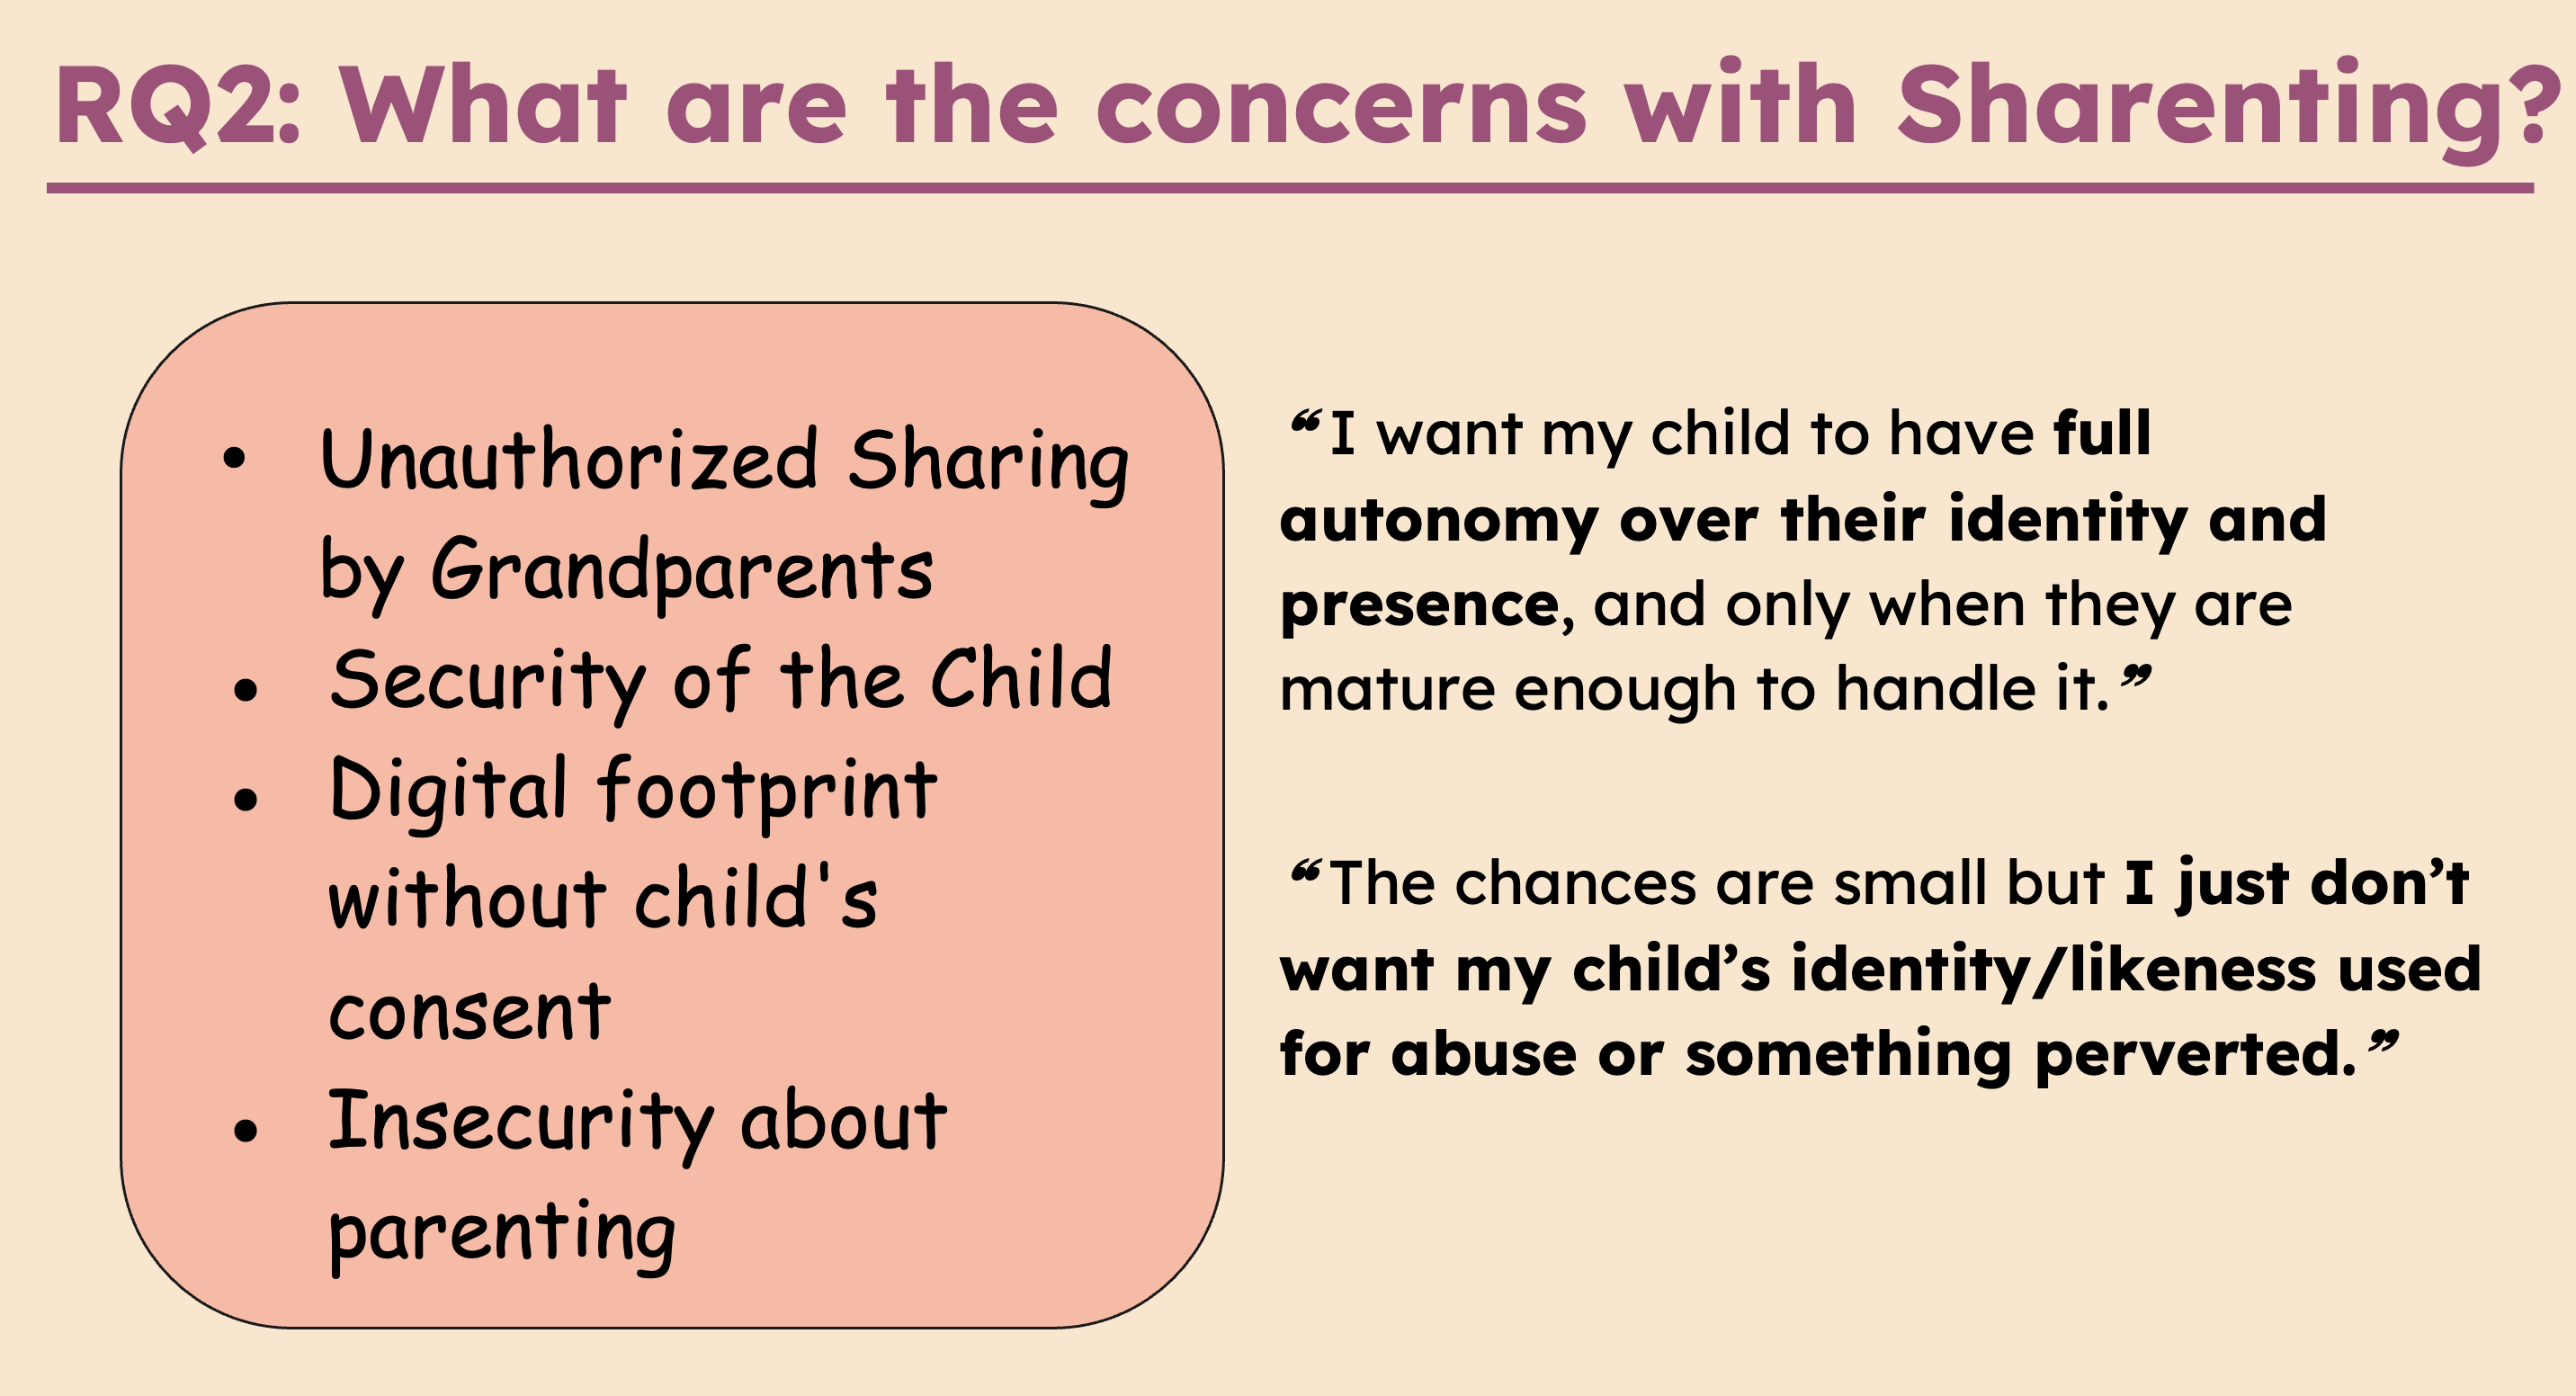 RQ2: What are the concerns with Sharenting?
• Unauthorized Sharing
by Grandparents
• Security of the Child
• Digital footprint
without child's
consent
• Insecurity about
parenting
“I want my child to have full
autonomy over their identity and
presence, and only when they are
mature enough to handle it.”
“The chances are small but I just don’t
want my child’s identity/likeness used
for abuse or something perverted.”